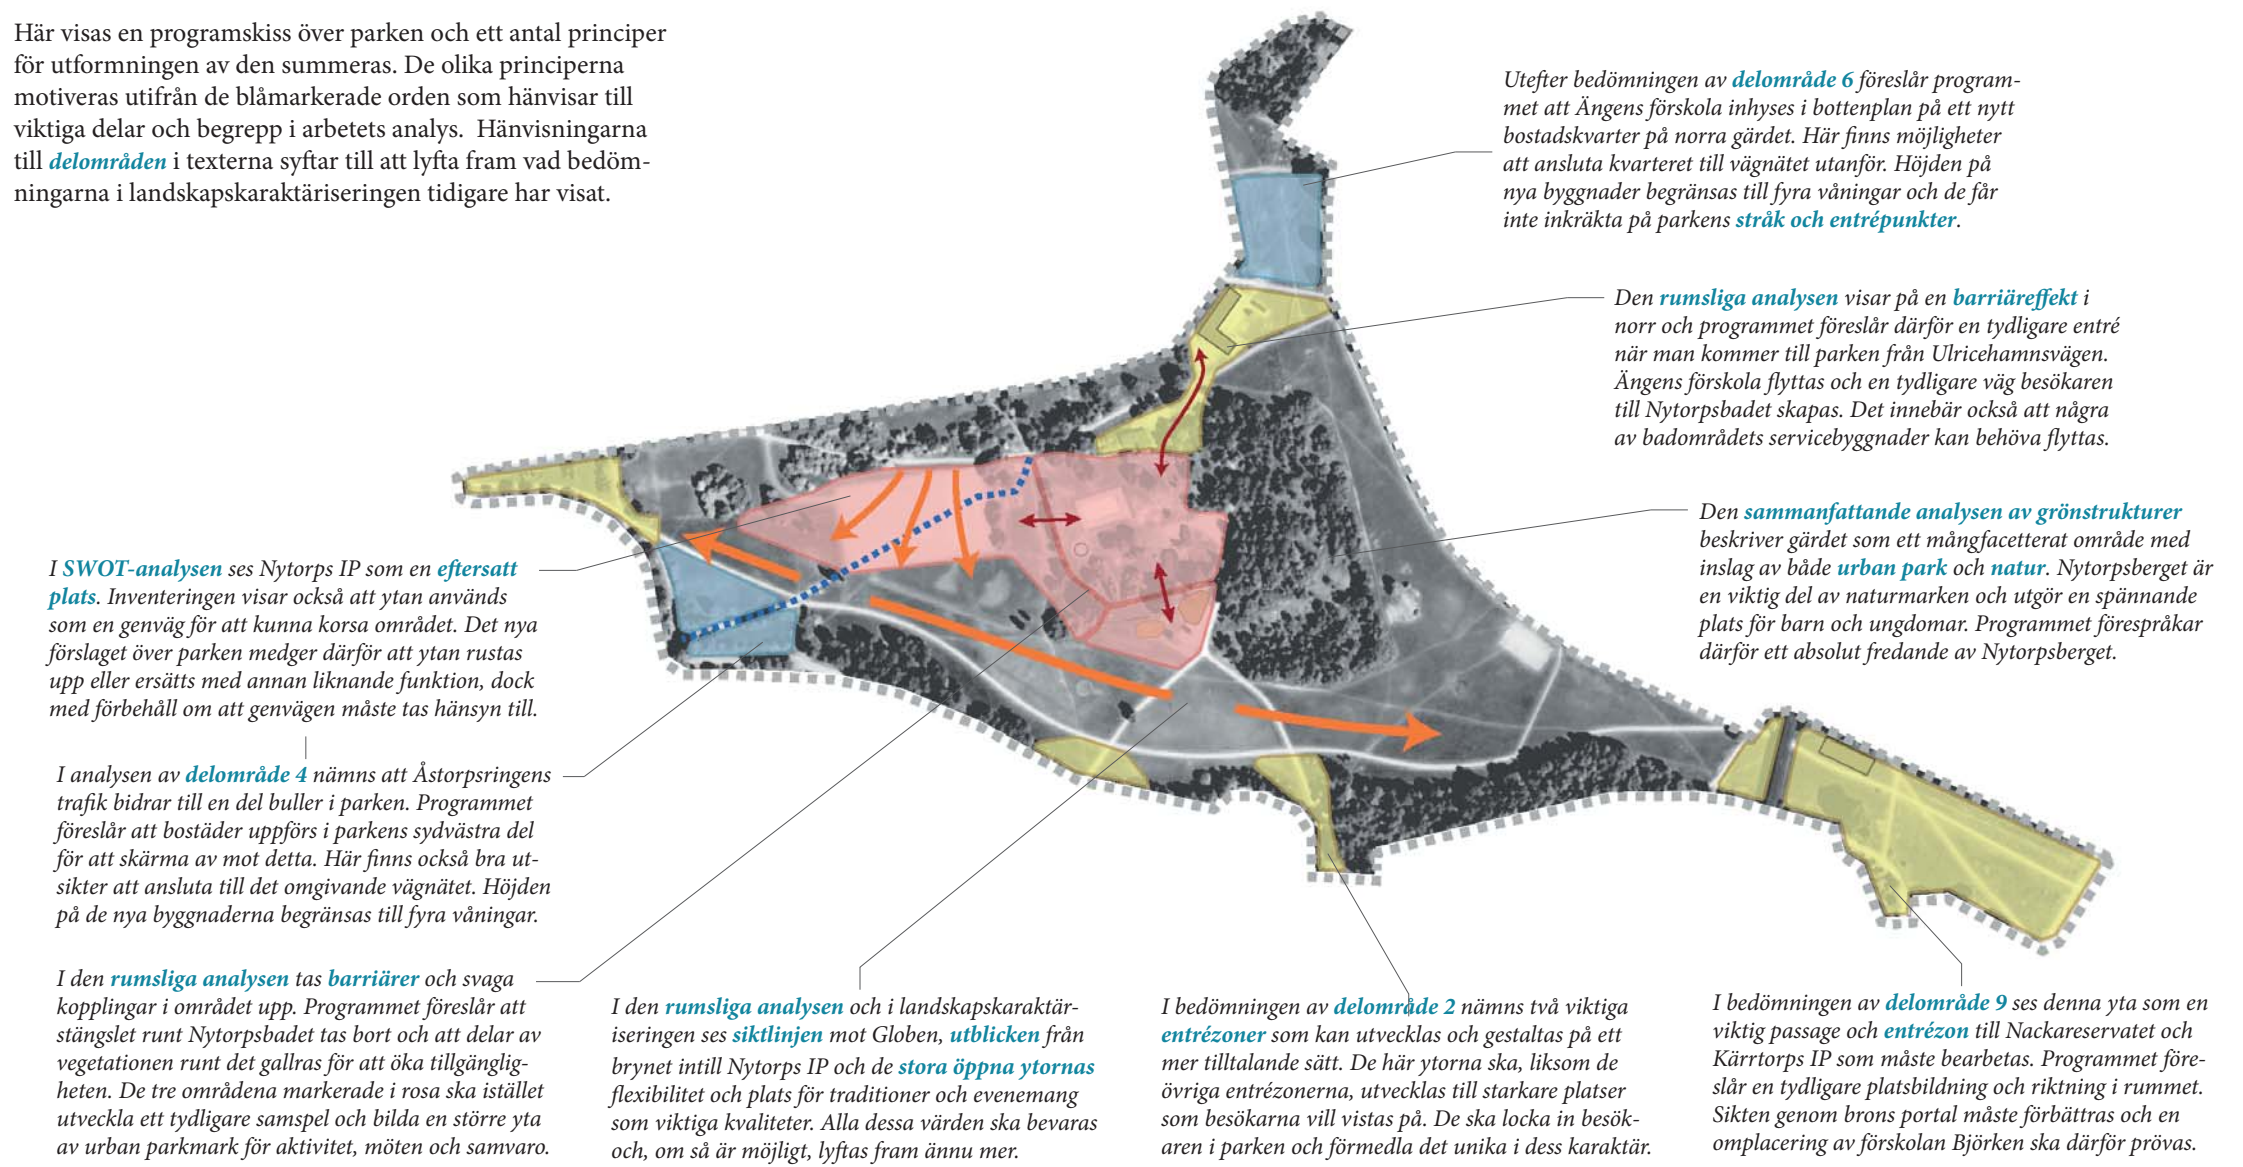 Här visas en programskiss över parken och ett antal principer
för utformningen av den summeras. De olika principerna
motiveras utifrån de blåmarkerade orden som hänvisar till
viktiga delar och begrepp i arbetets analys.  Hänvisningarna
till delområden i texterna syftar till att lyfta fram vad bedöm-
ningarna i landskapskaraktäriseringen tidigare har visat.
Utefter bedömningen av delområde 6 föreslår program-
met att Ängens förskola inhyses i bottenplan på ett nytt
bostadskvarter på norra gärdet. Här finns möjligheter
att ansluta kvarteret till vägnätet utanför. Höjden på
nya byggnader begränsas till fyra våningar och de får
inte inkräkta på parkens stråk och entrépunkter.
Den rumsliga analysen visar på en barriäreffekt i
norr och programmet föreslår därför en tydligare entré
när man kommer till parken från Ulricehamnsvägen.
Ängens förskola flyttas och en tydligare väg besökaren
till Nytorpsbadet skapas. Det innebär också att några
av badområdets servicebyggnader kan behöva flyttas.
Den sammanfattande analysen av grönstrukturer
beskriver gärdet som ett mångfacetterat område med
inslag av både urban park och natur. Nytorpsberget är
en viktig del av naturmarken och utgör en spännande
plats för barn och ungdomar. Programmet förespråkar
därför ett absolut fredande av Nytorpsberget.
I SWOT-analysen ses Nytorps IP som en eftersatt
plats. Inventeringen visar också att ytan används
som en genväg för att kunna korsa området. Det nya
förslaget över parken medger därför att ytan rustas
upp eller ersätts med annan liknande funktion, dock
med förbehåll om att genvägen måste tas hänsyn till.
I analysen av delområde 4 nämns att Åstorpsringens
trafik bidrar till en del buller i parken. Programmet
föreslår att bostäder uppförs i parkens sydvästra del
för att skärma av mot detta. Här finns också bra ut-
sikter att ansluta till det omgivande vägnätet. Höjden
på de nya byggnaderna begränsas till fyra våningar.
I den rumsliga analysen tas barriärer och svaga
kopplingar i området upp. Programmet föreslår att
stängslet runt Nytorpsbadet tas bort och att delar av
vegetationen runt det gallras för att öka tillgänglig-
heten. De tre områdena markerade i rosa ska istället
utveckla ett tydligare samspel och bilda en större yta
av urban parkmark för aktivitet, möten och samvaro.
I den rumsliga analysen och i landskapskaraktär-
iseringen ses siktlinjen mot Globen, utblicken från
brynet intill Nytorps IP och de stora öppna ytornas
flexibilitet och plats för traditioner och evenemang
som viktiga kvaliteter. Alla dessa värden ska bevaras
och, om så är möjligt, lyftas fram ännu mer.
I bedömningen av delområde 2 nämns två viktiga
entrézoner som kan utvecklas och gestaltas på ett
mer tilltalande sätt. De här ytorna ska, liksom de
övriga entrézonerna, utvecklas till starkare platser
som besökarna vill vistas på. De ska locka in besök-
aren i parken och förmedla det unika i dess karaktär.
I bedömningen av delområde 9 ses denna yta som en
viktig passage och entrézon till Nackareservatet och
Kärrtorps IP som måste bearbetas. Programmet före-
slår en tydligare platsbildning och riktning i rummet.
Sikten genom brons portal måste förbättras och en
omplacering av förskolan Björken ska därför prövas.